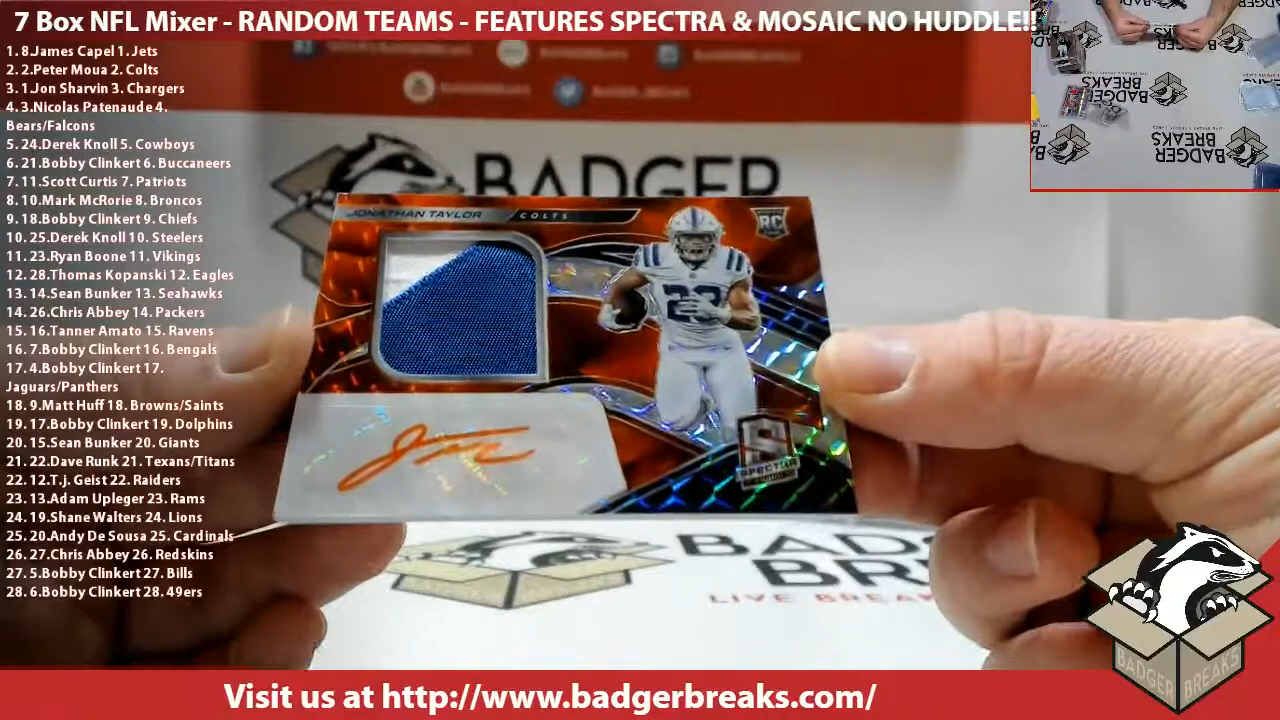 7 Box NFL Mixer - RANDOM TEAMS - FEATURES SPECTRA & MOSAIC NO HUDDLE!!
1. 8.James Capel 1. Jets
2. 2.Peter Moua 2. Colts
3. 1.Jon Sharvin 3. Chargers
4. 3.Nicolas Patenaude 4.
Bears/Falcons
5. 24.Derek Knoll 5. Cowboys
6. 21.Bobby Clinkert 6. Buccaneers
7. 11.Scott Curtis 7. Patriots
8. 10.Mark McRorie 8. Broncos
9. 18.Bobby Clinkert 9. Chiefs
10. 25.Derek Knoll 10. Steelers
11. 23.Ryan Boone 11. Vikings
12. 28.Thomas Kopanski 12. Eagles
13. 14.Sean Bunker 13. Seahawks
14. 26.Chris Abbey 14. Packers
15. 16.Tanner Amato 15. Ravens
16. 7.Bobby Clinkert 16. Bengals
17. 4.Bobby Clinkert 17.
Jaguars/Panthers
18. 9.Matt Huff 18. Browns/Saints
19. 17.Bobby Clinkert 19. Dolphins
20. 15.Sean Bunker 20. Giants
21. 22.Dave Runk 21. Texans/Titans
22. 12.T.j. Geist 22. Raiders
23. 13.Adam Upleger 23. Rams
24. 19.Shane Walters 24. Lions
25. 20.Andy De Sousa 25. Cardinals
26. 27.Chris Abbey 26. Redskins
27. 5.Bobby Clinkert 27. Bills
28. 6.Bobby Clinkert 28. 49ers
BADGER
JONATHAN TAYLOR COLTS
RC
SPECTRA
LIVE BREAK
BADGER BREAKS
BADGER BREAKS
BADGER BREAKS
Visit us at http://www.badgerbreaks.com/